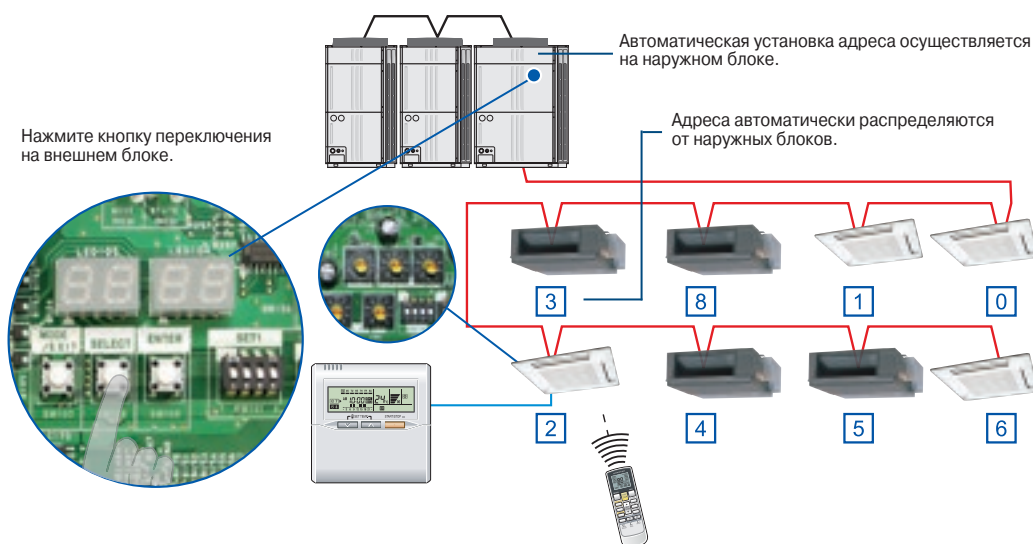 Автоматическая установка адреса осуществляется
на наружном блоке.
Нажмите кнопку переключения
на внешнем блоке.
Адреса автоматически распределяются
от наружных блоков.
3
8
1
0
MODE
/EXIT
SELECT
ENTER
SET1
2
4
5
6